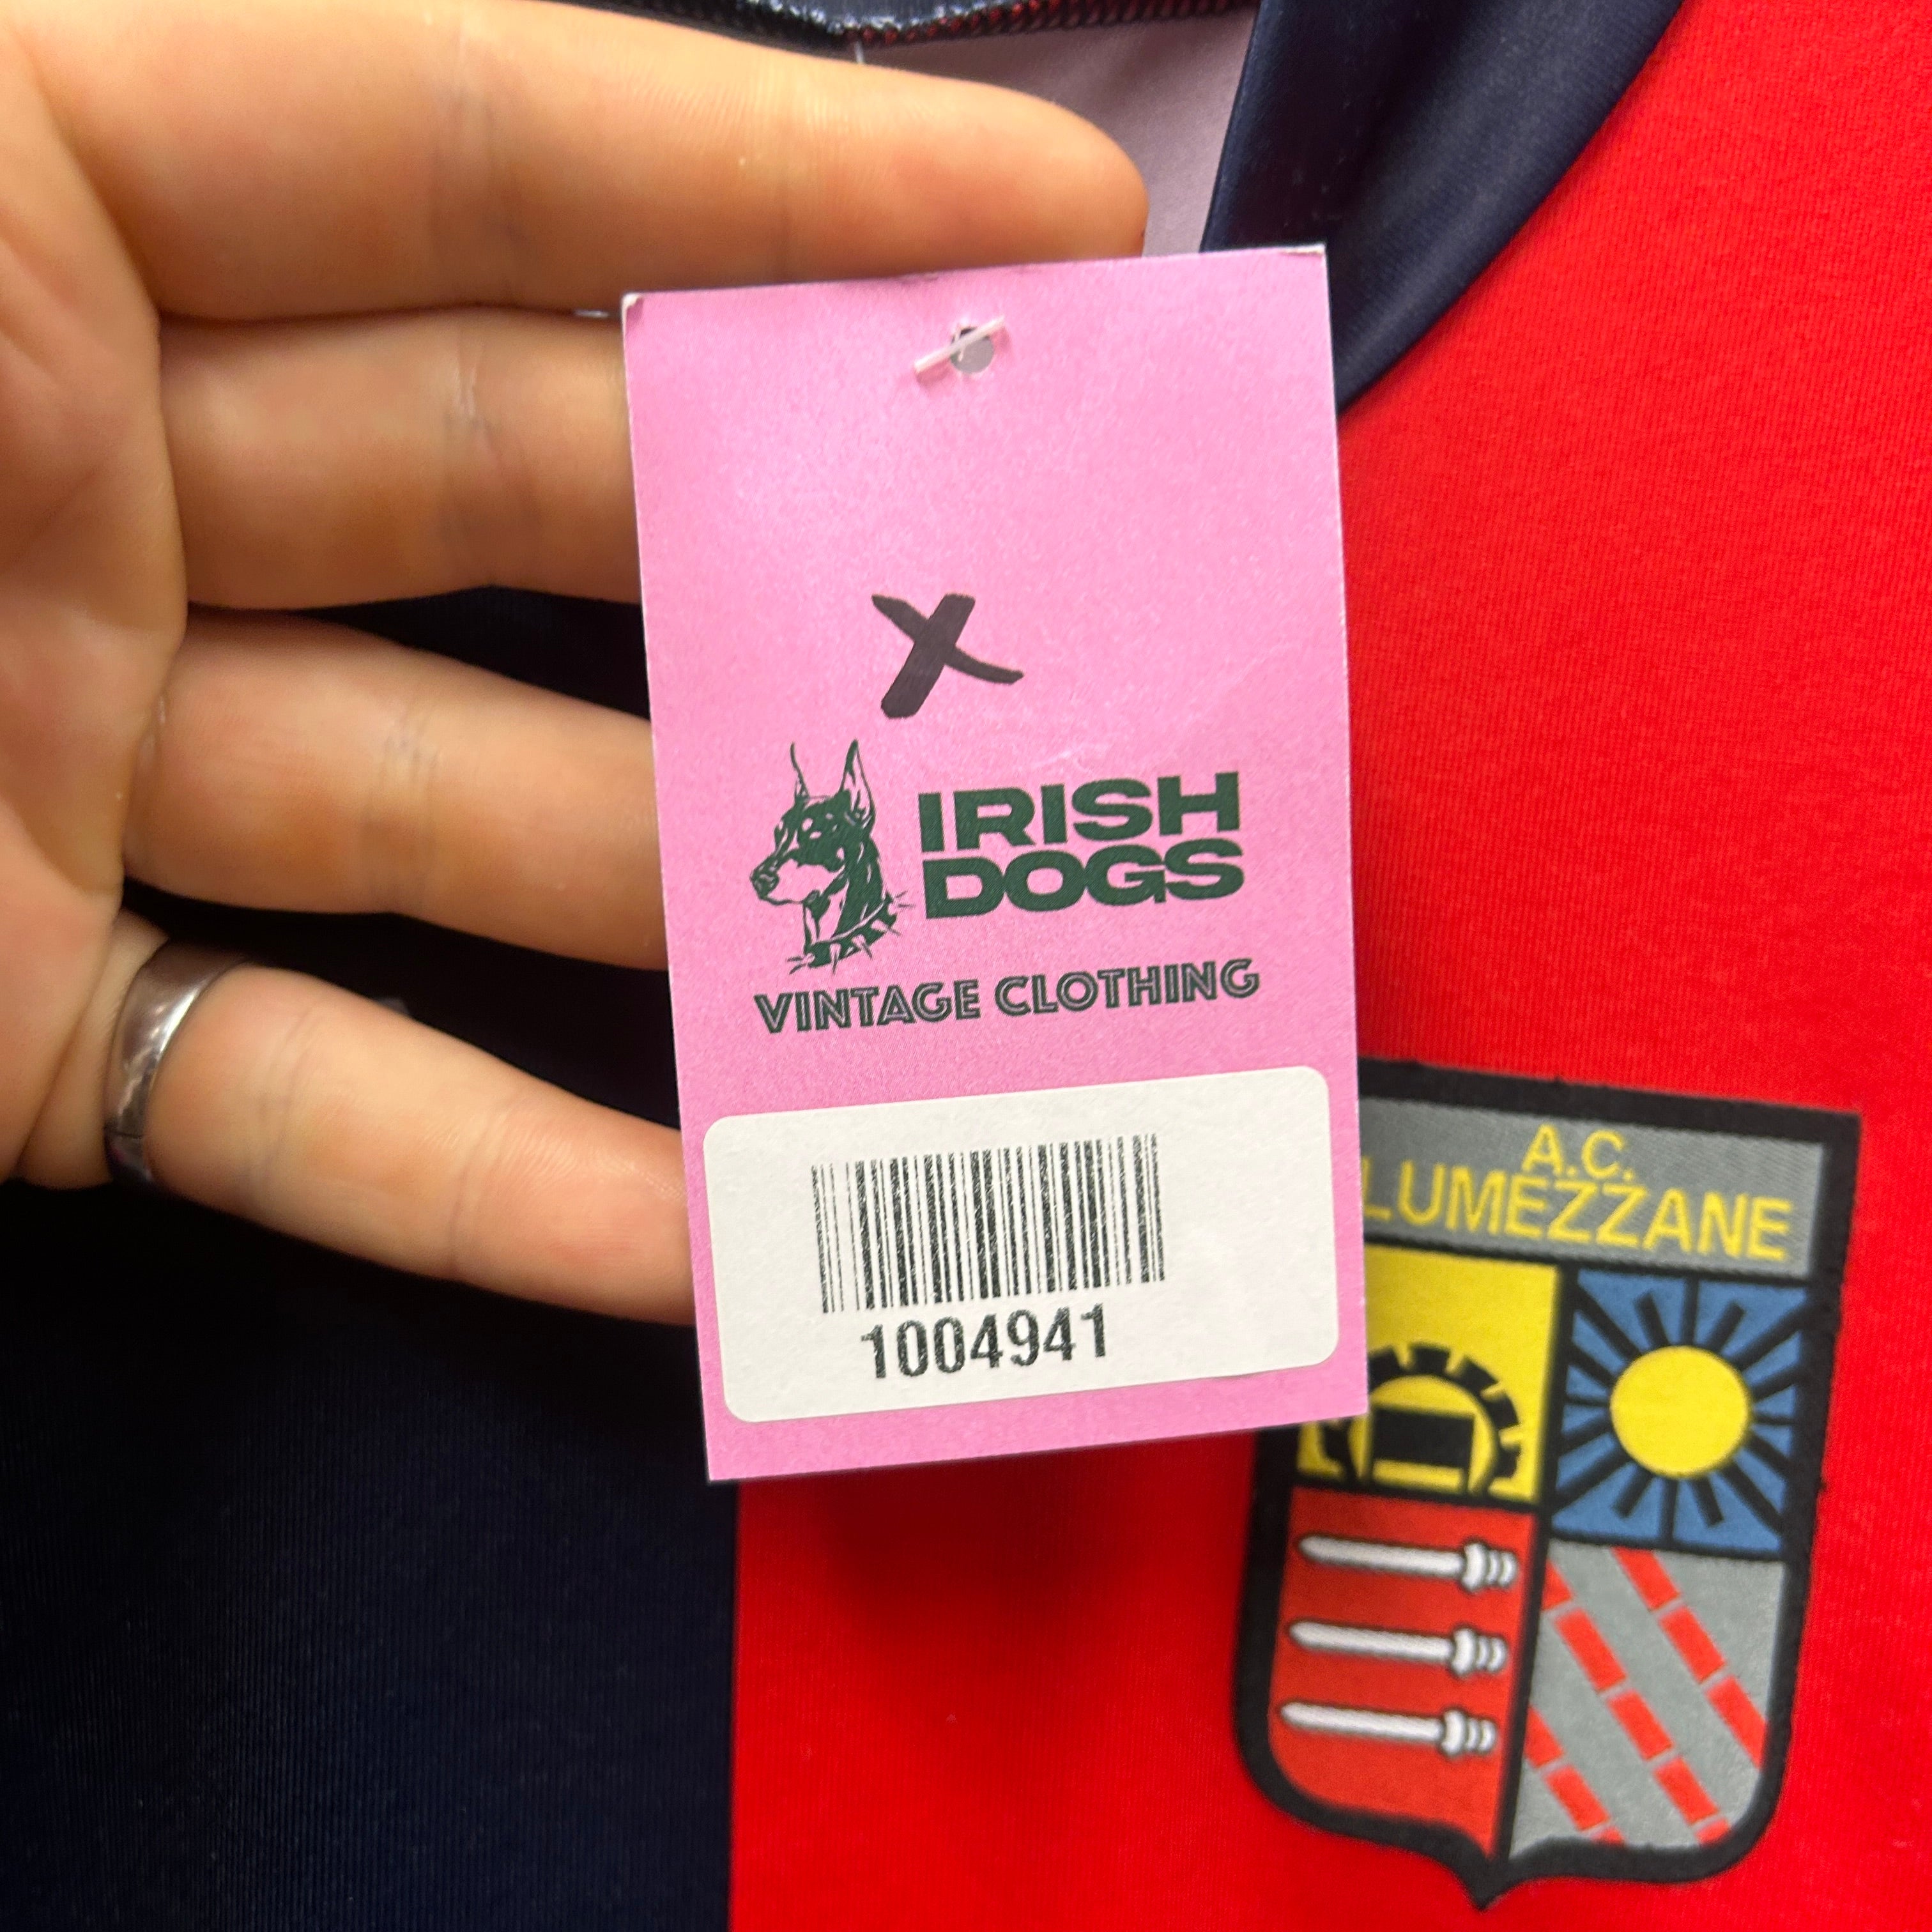 X
IRISH
DOGS
VINTAGE CLOTHING
1004941
A.C.
LUMEZZANE